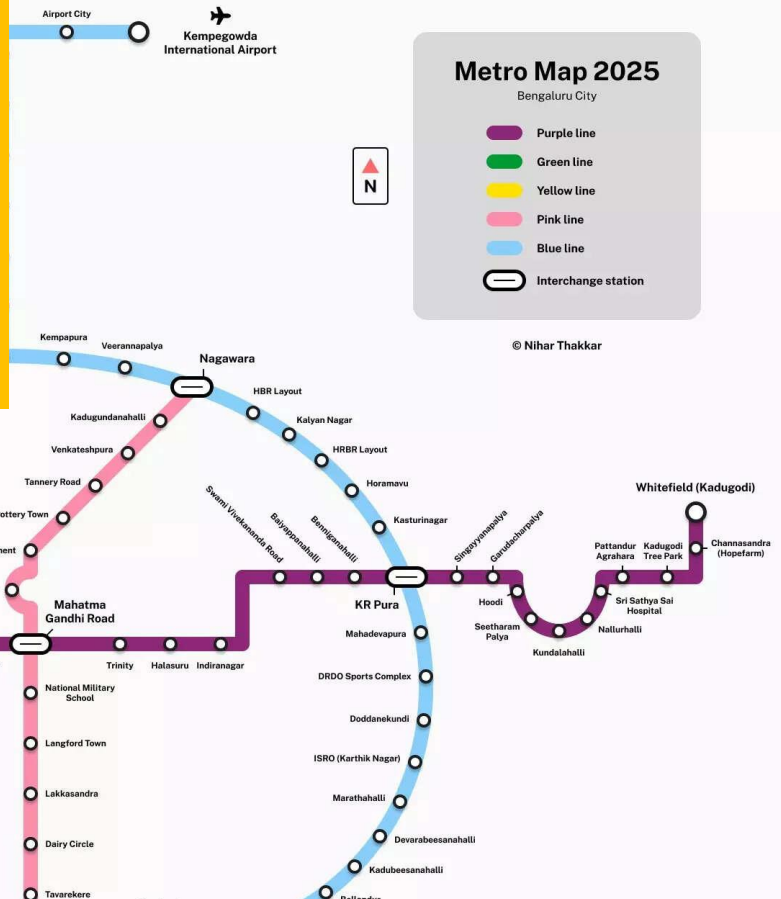 Airport City
Kempegowda
International Airport
Metro Map 2025
Bengaluru City
Purple line
Green line
Yellow line
Pink line
Blue line
Interchange station
N
© Nihar Thakkar
Kempapura
Veerannapalya
Nagawara
HBR Layout
Kadugundanahalli
Kalyan Nagar
Venkateshpura
HRBR Layout
Tannery Road
Horamavu
ottery Town
Kasturinagar
Whitefield (Kadugodi)
Swami Vivekananda Road
Baiyappanahalli
Benniganahalli
Singayyanapalya
Garudacharpalya
ment
Pattandur
Agrahara
Kadugodi
Tree Park
Channasandra
(Hopefarm)
KR Pura
Hoodi
Sri Sathya Sai
Hospital
Mahatma
Gandhi Road
Seetharam
Palya
Nallurhalli
Mahadevapura
Kundalahalli
Trinity
Halasuru
Indiranagar
DRDO Sports Complex
National Military
School
Doddanekundi
Langford Town
ISRO (Karthik Nagar)
Lakkasandra
Marathahalli
Dairy Circle
Devarabeesanahalli
Kadubeesanahalli
Tavarekere